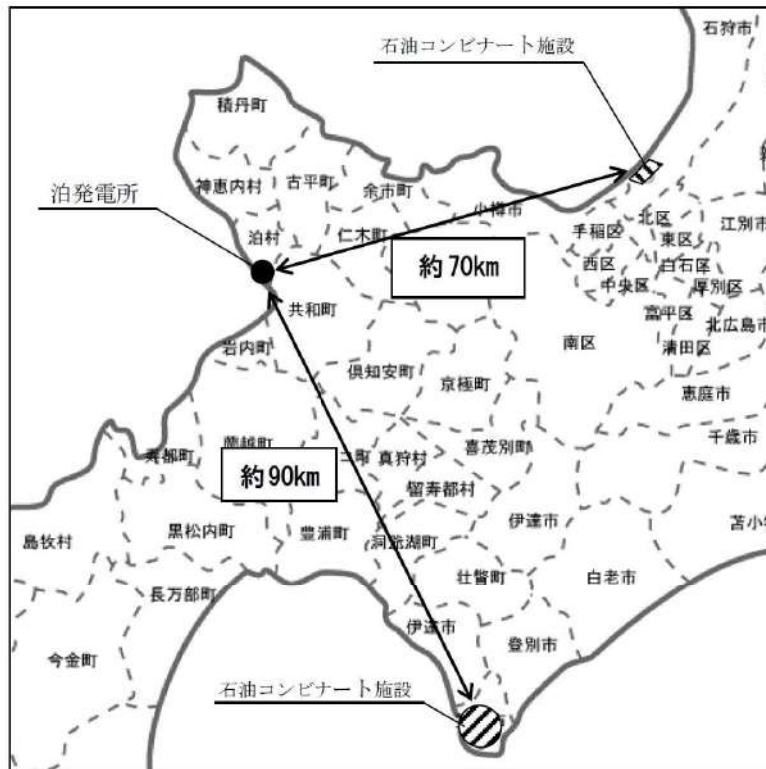 石油コンビナート施設
石狩市
積丹町
神恵内村
古平町
余市町
小樽市
泊発電所
泊村
仁木町
手稲区
北区
東区
江別市
西区
白石区
中央区
厚別区
約70km
共和町
富平区
北広島市
岩内町
南区
清田区
倶知安町
京極町
恵庭市
千歳市
蘭越町
寿都町
約90km
コ町
真狩村
喜茂別町
留寿都村
島牧村
黒松内町
豊浦町
洞爺湖町
伊達市
苫小
壮瞥町
白老市
長万部町
伊達市
登別市
今金町
石油コンビナート施設